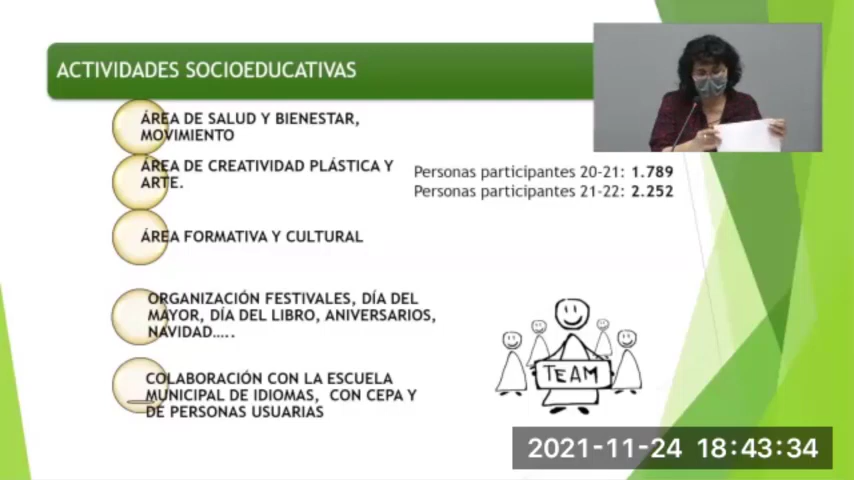 ACTIVIDADES SOCIOEDUCATIVAS
ÁREA DE SALUD Y BIENESTAR,
MOVIMIENTO
ÁREA DE CREATIVIDAD PLÁSTICA Y
ARTE.
Personas participantes 20-21: 1.789
Personas participantes 21-22: 2.252
ÁREA FORMATIVA Y CULTURAL
ORGANIZACIÓN FESTIVALES, DÍA DEL
MAYOR, DÍA DEL LIBRO, ANIVERSARIOS,
NAVIDAD.....
COLABORACIÓN CON LA ESCUELA
MUNICIPAL DE IDIOMAS, CON CEPA Y
DE PERSONAS USUARIAS
TEAM
2021-11-24 18:43:34